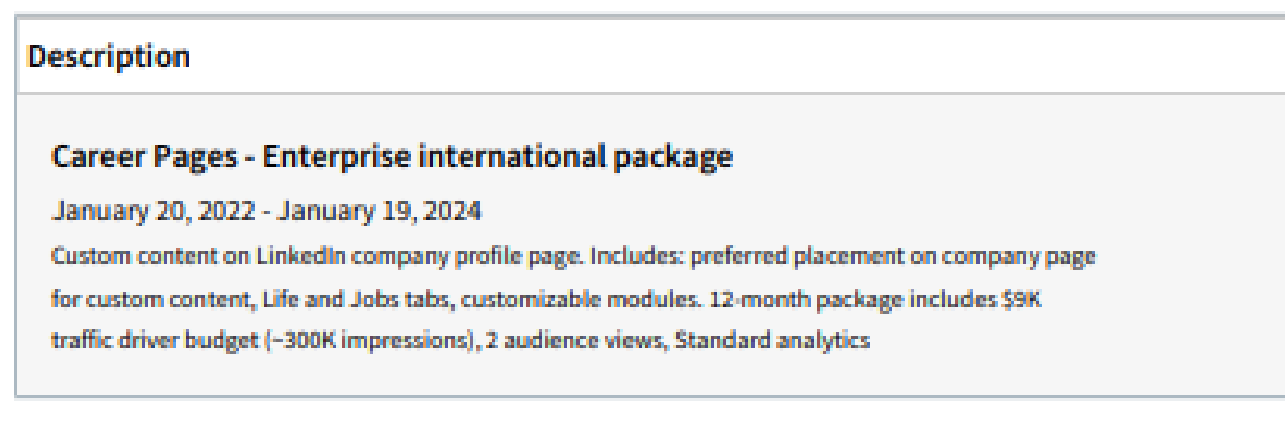 Description
Career Pages - Enterprise international package
January 20, 2022 - January 19, 2024
Custom content on LinkedIn company profile page. Includes: preferred placement on company page
for custom content, Life and Jobs tabs, customizable modules. 12-month package includes $9K
traffic driver budget (~300K impressions), 2 audience views, Standard analytics